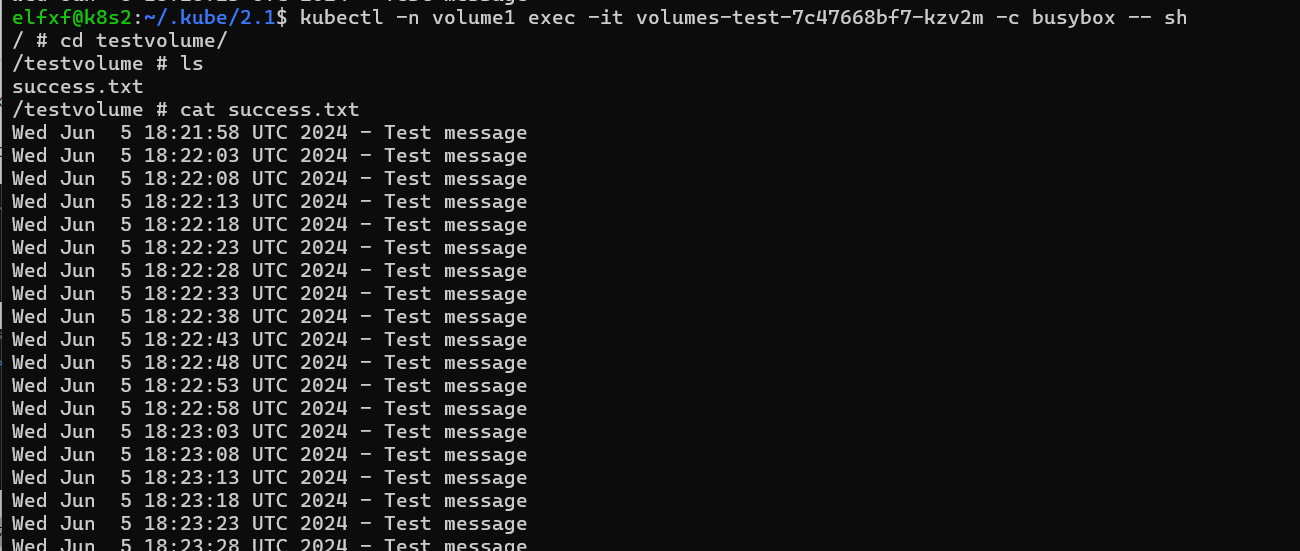 elfxf@k8s2:~/.kube/2.1$ kubectl -n volume1 exec -it volumes-test-7c47668bf7-kzv2m -c busybox -- sh
/ # cd testvolume/
/testvolume # ls
success.txt
/testvolume # cat success.txt
Wed Jun  5 18:21:58 UTC 2024 - Test message
Wed Jun  5 18:22:03 UTC 2024 - Test message
Wed Jun  5 18:22:08 UTC 2024 - Test message
Wed Jun  5 18:22:13 UTC 2024 - Test message
Wed Jun  5 18:22:18 UTC 2024 - Test message
Wed Jun  5 18:22:23 UTC 2024 - Test message
Wed Jun  5 18:22:28 UTC 2024 - Test message
Wed Jun  5 18:22:33 UTC 2024 - Test message
Wed Jun  5 18:22:38 UTC 2024 - Test message
Wed Jun  5 18:22:43 UTC 2024 - Test message
Wed Jun  5 18:22:48 UTC 2024 - Test message
Wed Jun  5 18:22:53 UTC 2024 - Test message
Wed Jun  5 18:22:58 UTC 2024 - Test message
Wed Jun  5 18:23:03 UTC 2024 - Test message
Wed Jun  5 18:23:08 UTC 2024 - Test message
Wed Jun  5 18:23:13 UTC 2024 - Test message
Wed Jun  5 18:23:18 UTC 2024 - Test message
Wed Jun  5 18:23:23 UTC 2024 - Test message
Wed Jun  5 18:23:28 UTC 2024 - Test message